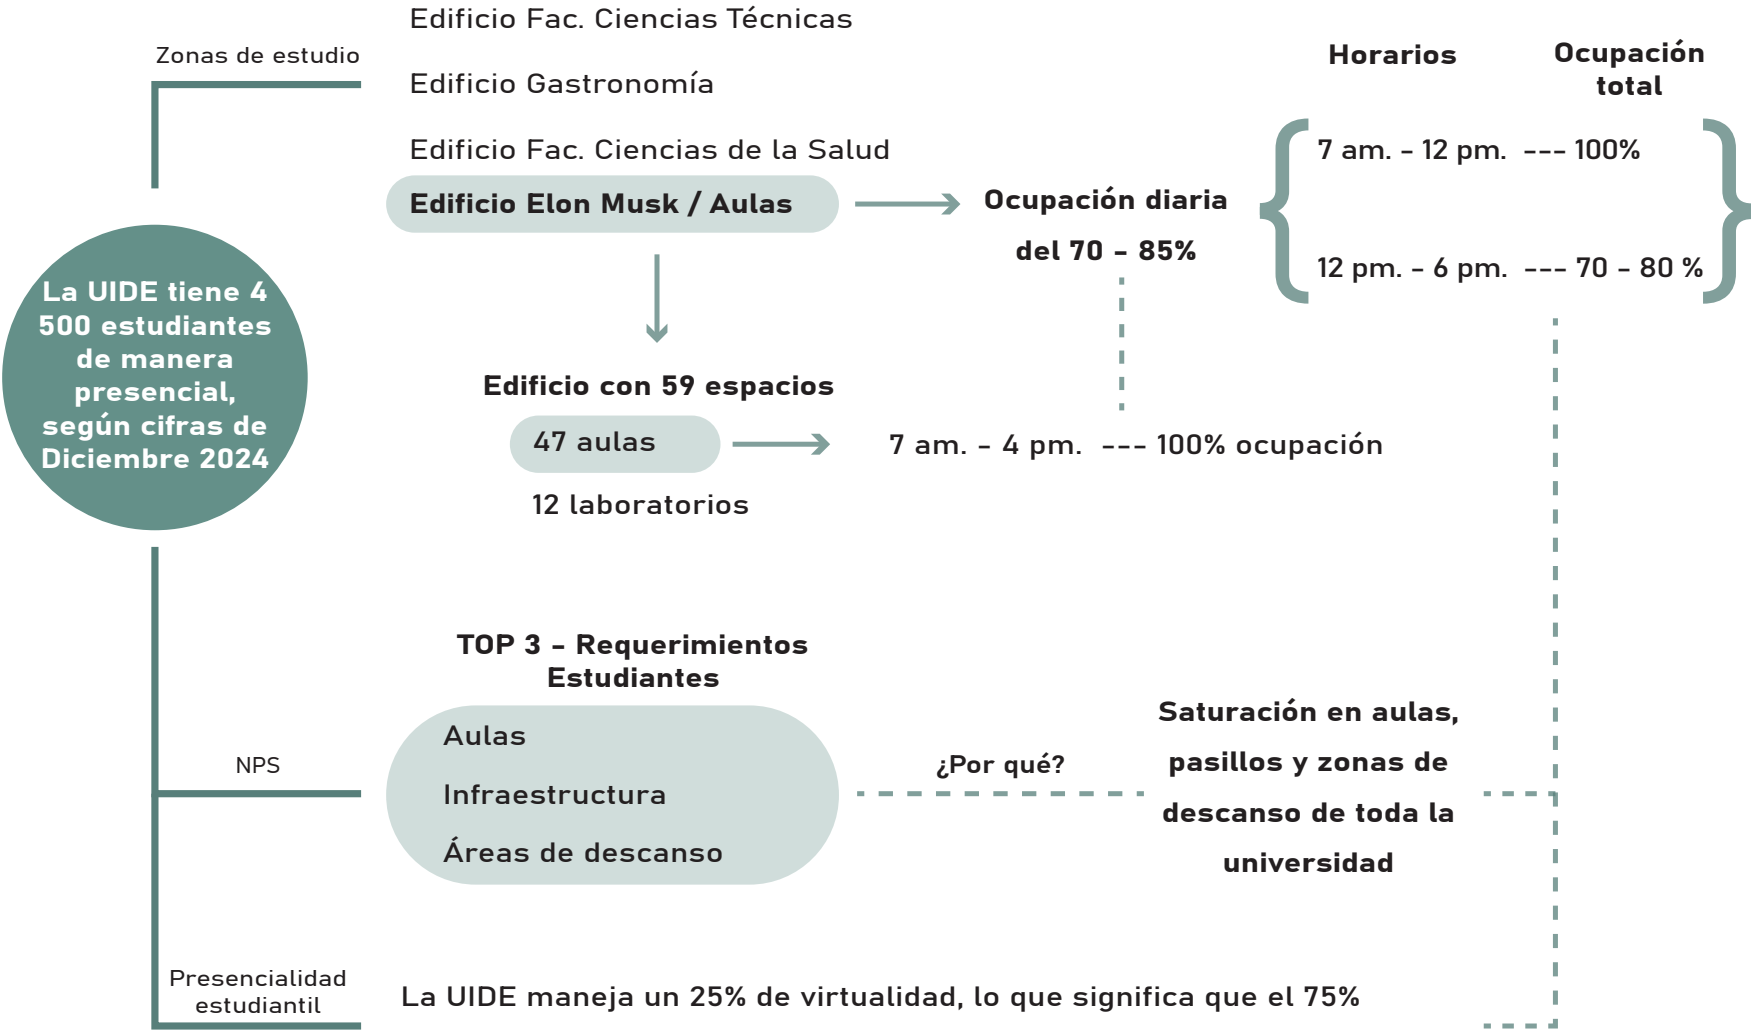 Edificio Fac. Ciencias Técnicas
Zonas de estudio
Edificio Gastronomía
Edificio Fac. Ciencias de la Salud
Edificio Elon Musk / Aulas
Ocupación diaria
del 70 - 85%
Horarios
Ocupación
total
7 am. - 12 pm. --- 100%
12 pm. - 6 pm. --- 70 - 80 %
La UIDE tiene 4
500 estudiantes
de manera
presencial,
según cifras de
Diciembre 2024
Edificio con 59 espacios
47 aulas
7 am. - 4 pm. --- 100% ocupación
12 laboratorios
TOP 3 - Requerimientos
Estudiantes
NPS
Aulas
Infraestructura
Áreas de descanso
¿Por qué?
Saturación en aulas,
pasillos y zonas de
descanso de toda la
universidad
Presencialidad
estudiantil
La UIDE maneja un 25% de virtualidad, lo que significa que el 75%